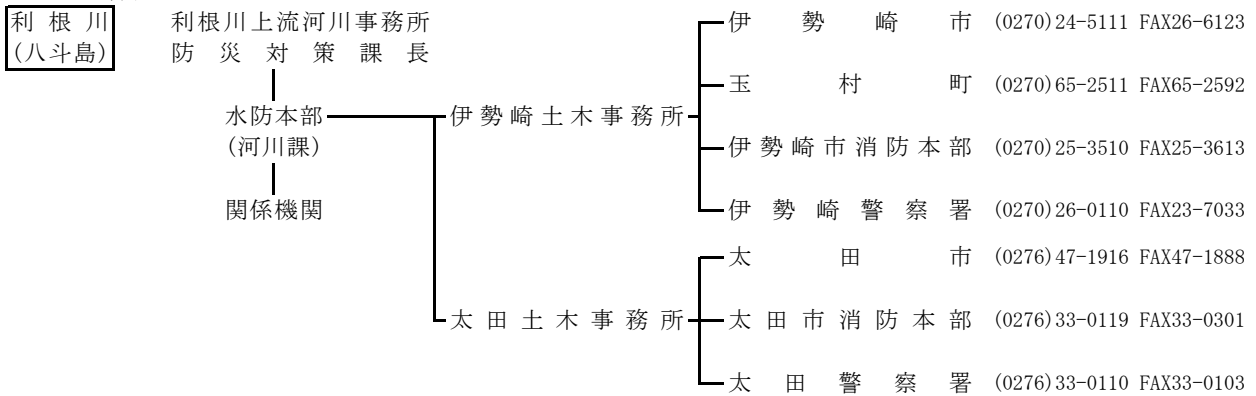 利根川 利根川上流河川事務所 伊勢崎市 (0270)24-5111 FAX26-6123
(八斗島) 防災対策課長
玉村町 (0270)65-2511 FAX65-2592
水防本部 伊勢崎土木事務所
(河川課) 伊勢崎市消防本部 (0270)25-3510 FAX25-3613
関係機関 伊勢崎警察署 (0270)26-0110 FAX23-7033
太田市 (0276)47-1916 FAX47-1888
太田土木事務所 太田市消防本部 (0276)33-0119 FAX33-0301
太田警察署 (0276)33-0110 FAX33-0103